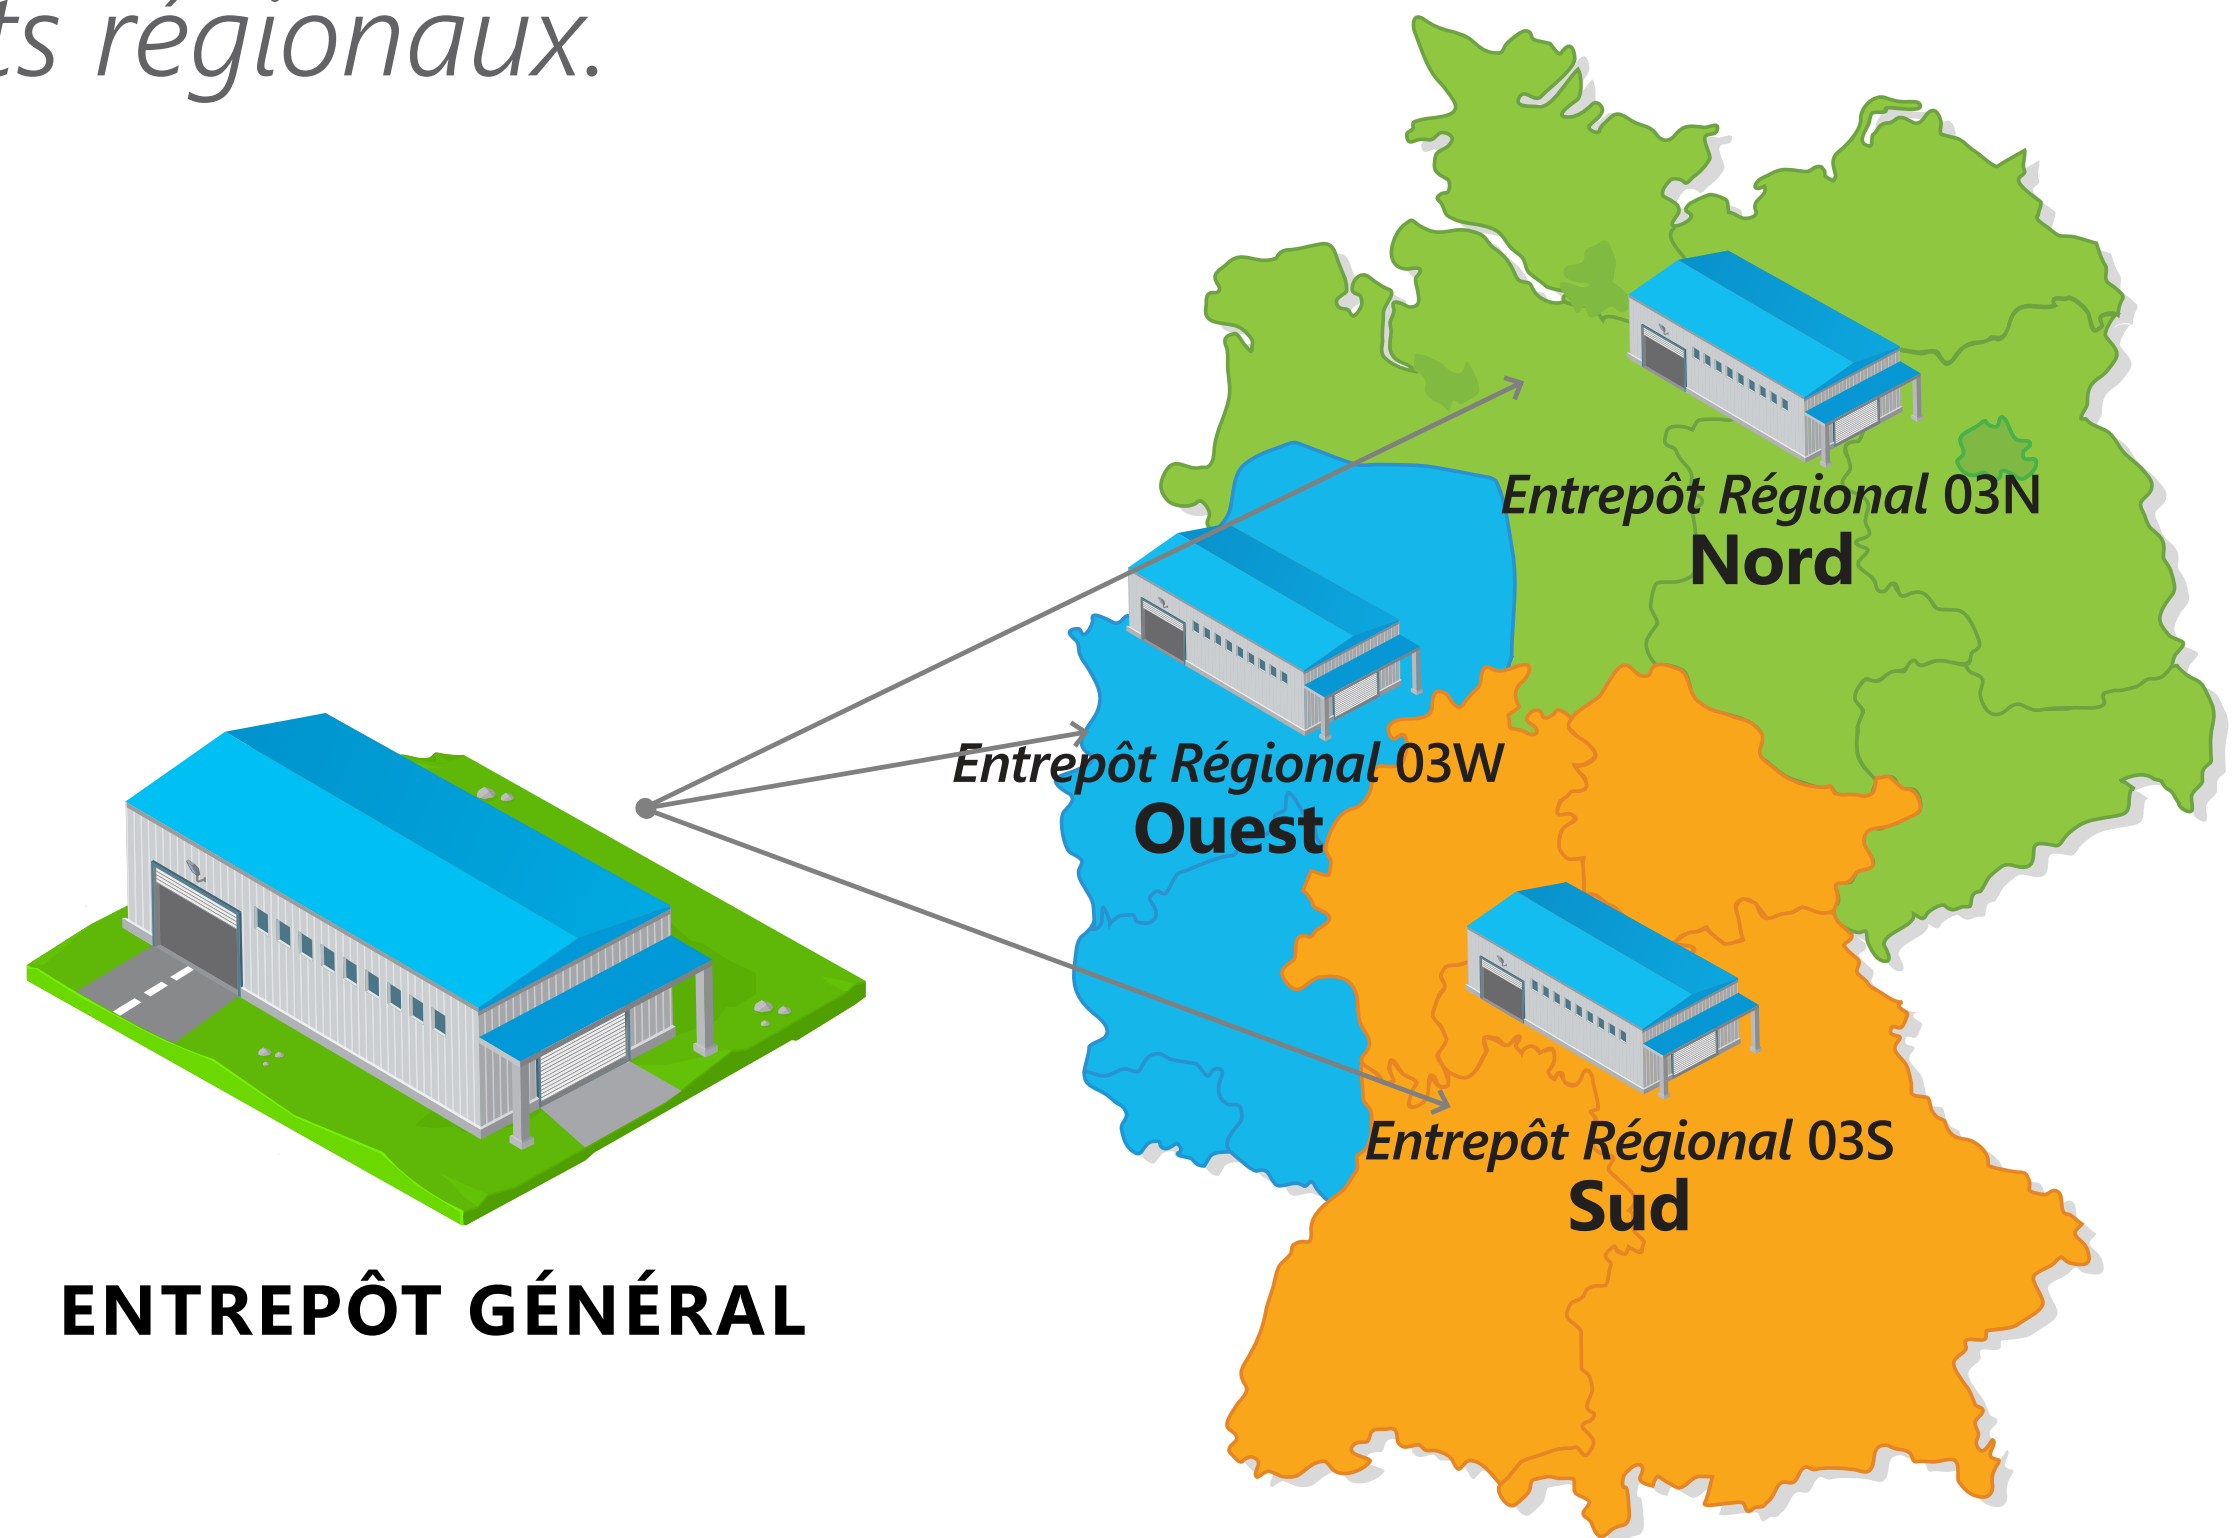 ts régionaux.
Entrepôt Régional 03N
Nord
Entrepôt Régional 03W
Ouest
Entrepôt Régional 03S
Sud
ENTREPÔT GÉNÉRAL